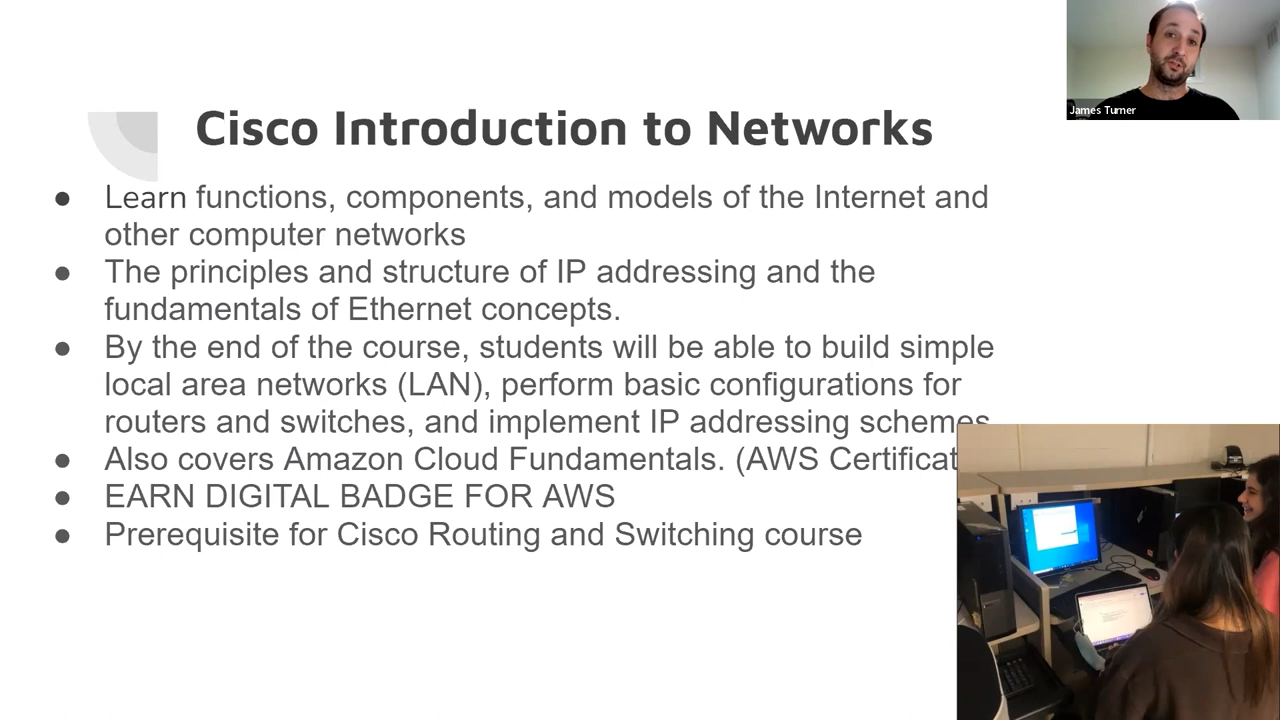 Cisco Introduction to Networks
James Turner
● Learn functions, components, and models of the Internet and
other computer networks
● The principles and structure of IP addressing and the
fundamentals of Ethernet concepts.
● By the end of the course, students will be able to build simple
local area networks (LAN), perform basic configurations for
routers and switches, and implement IP addressing schemes
● Also covers Amazon Cloud Fundamentals. (AWS Certificat
● EARN DIGITAL BADGE FOR AWS
● Prerequisite for Cisco Routing and Switching course